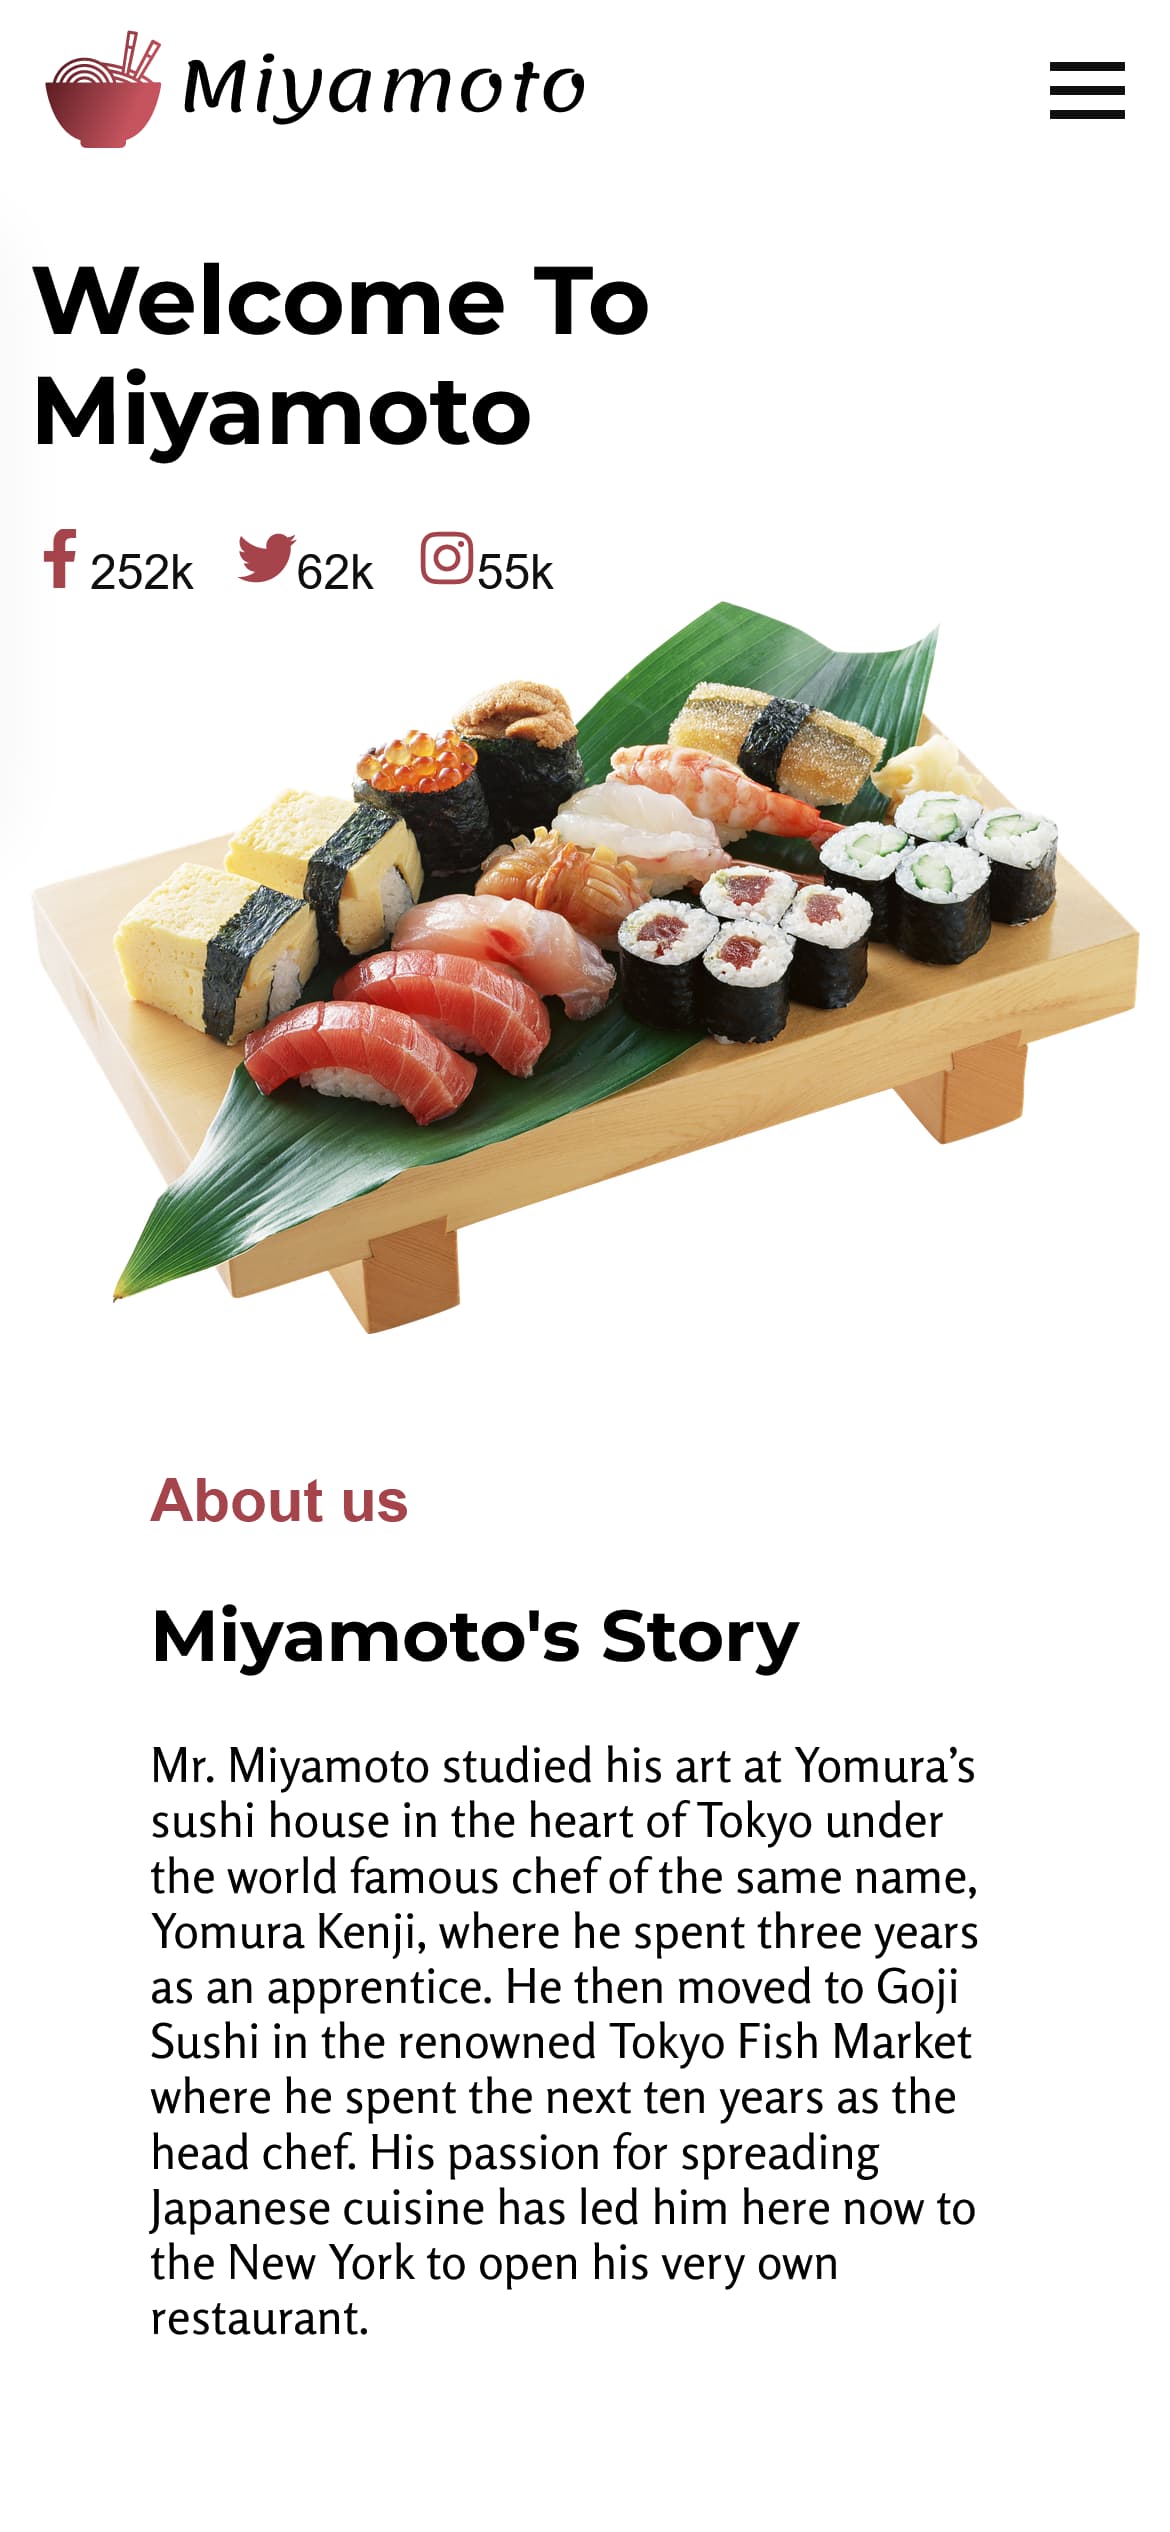 Miyamoto
Welcome To
Miyamoto
252k 62k 55k
About us
Miyamoto's Story
Mr. Miyamoto studied his art at Yomura’s
sushi house in the heart of Tokyo under
the world famous chef of the same name,
Yomura Kenji, where he spent three years
as an apprentice. He then moved to Goji
Sushi in the renowned Tokyo Fish Market
where he spent the next ten years as the
head chef. His passion for spreading
Japanese cuisine has led him here now to
the New York to open his very own
restaurant.